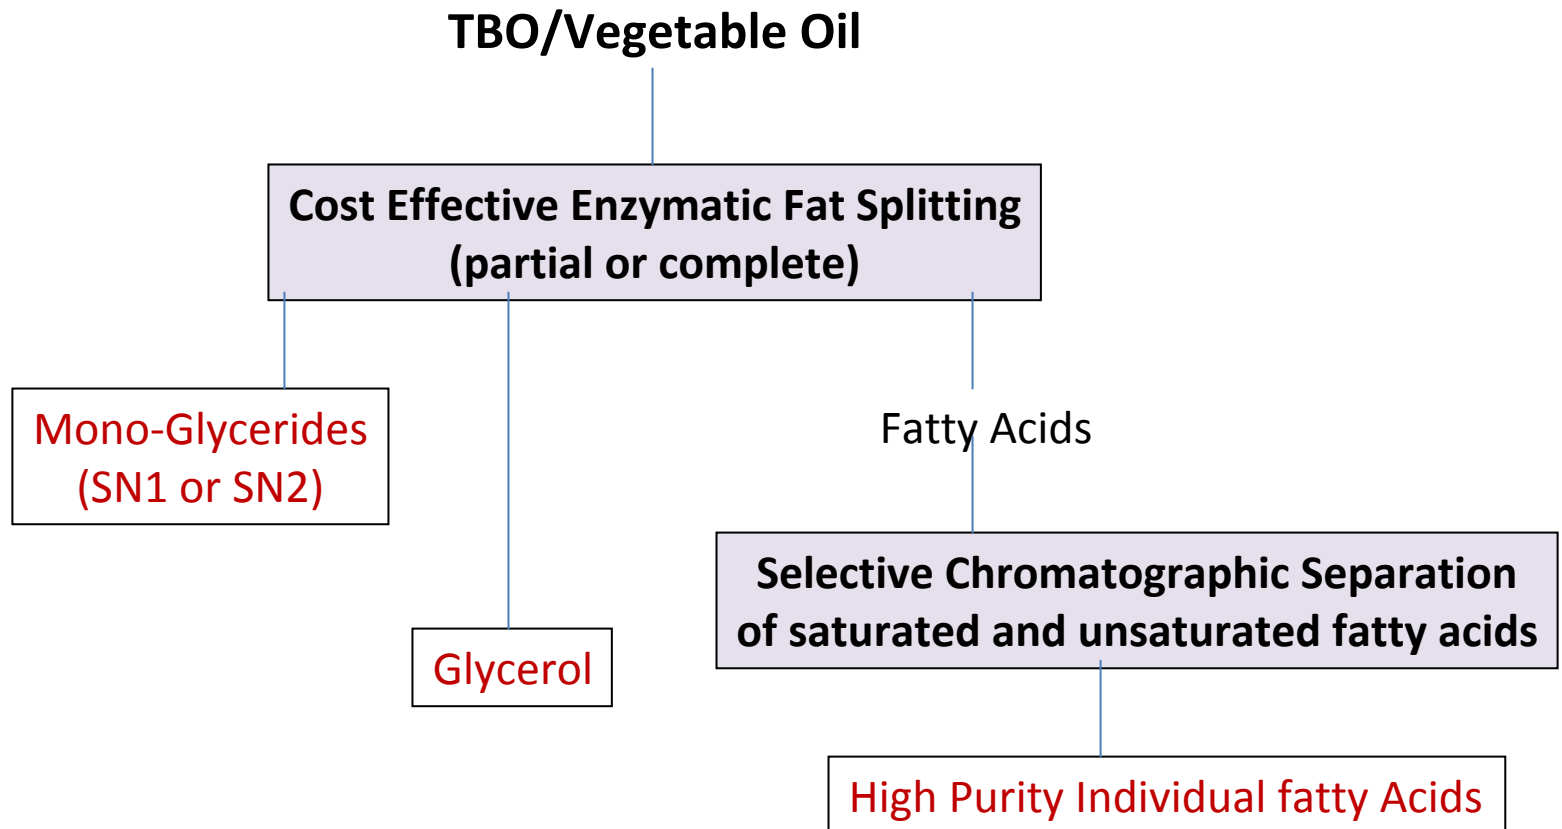 TBO/Vegetable Oil
Cost Effective Enzymatic Fat Splitting
(partial or complete)
Mono-Glycerides
(SN1 or SN2)
Fatty Acids
Glycerol
Selective Chromatographic Separation
of saturated and unsaturated fatty acids
High Purity Individual fatty Acids